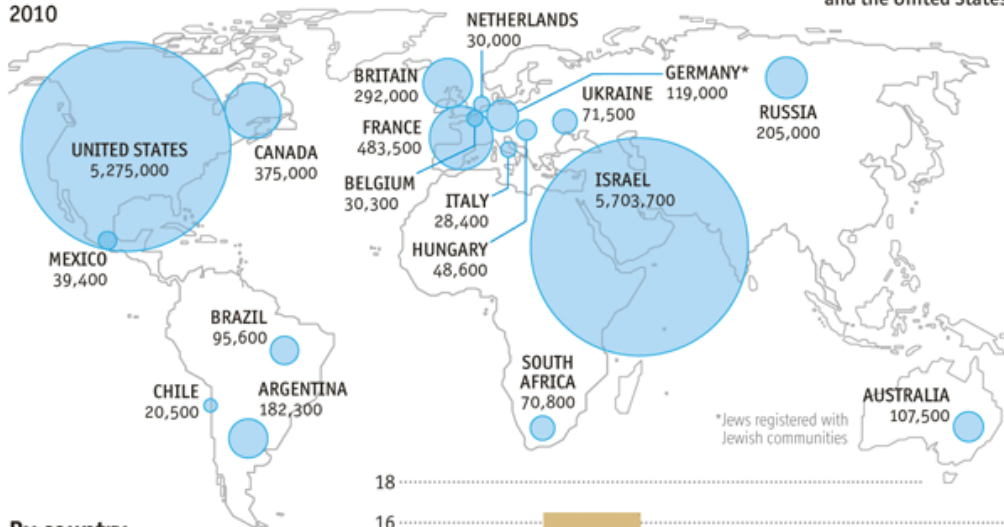 and the United States
2010
NETHERLANDS
30,000
BRITAIN
292,000
GERMANY*
119,000
UKRAINE
71,500
RUSSIA
205,000
FRANCE
483,500
UNITED STATES
5,275,000
CANADA
375,000
BELGIUM
30,300
ITALY
28,400
HUNGARY
48,600
ISRAEL
5,703,700
MEXICO
39,400
BRAZIL
95,600
CHILE
20,500
ARGENTINA
182,300
SOUTH
AFRICA
70,800
AUSTRALIA
107,500
*Jews registered with
Jewish communities
18
By country
16